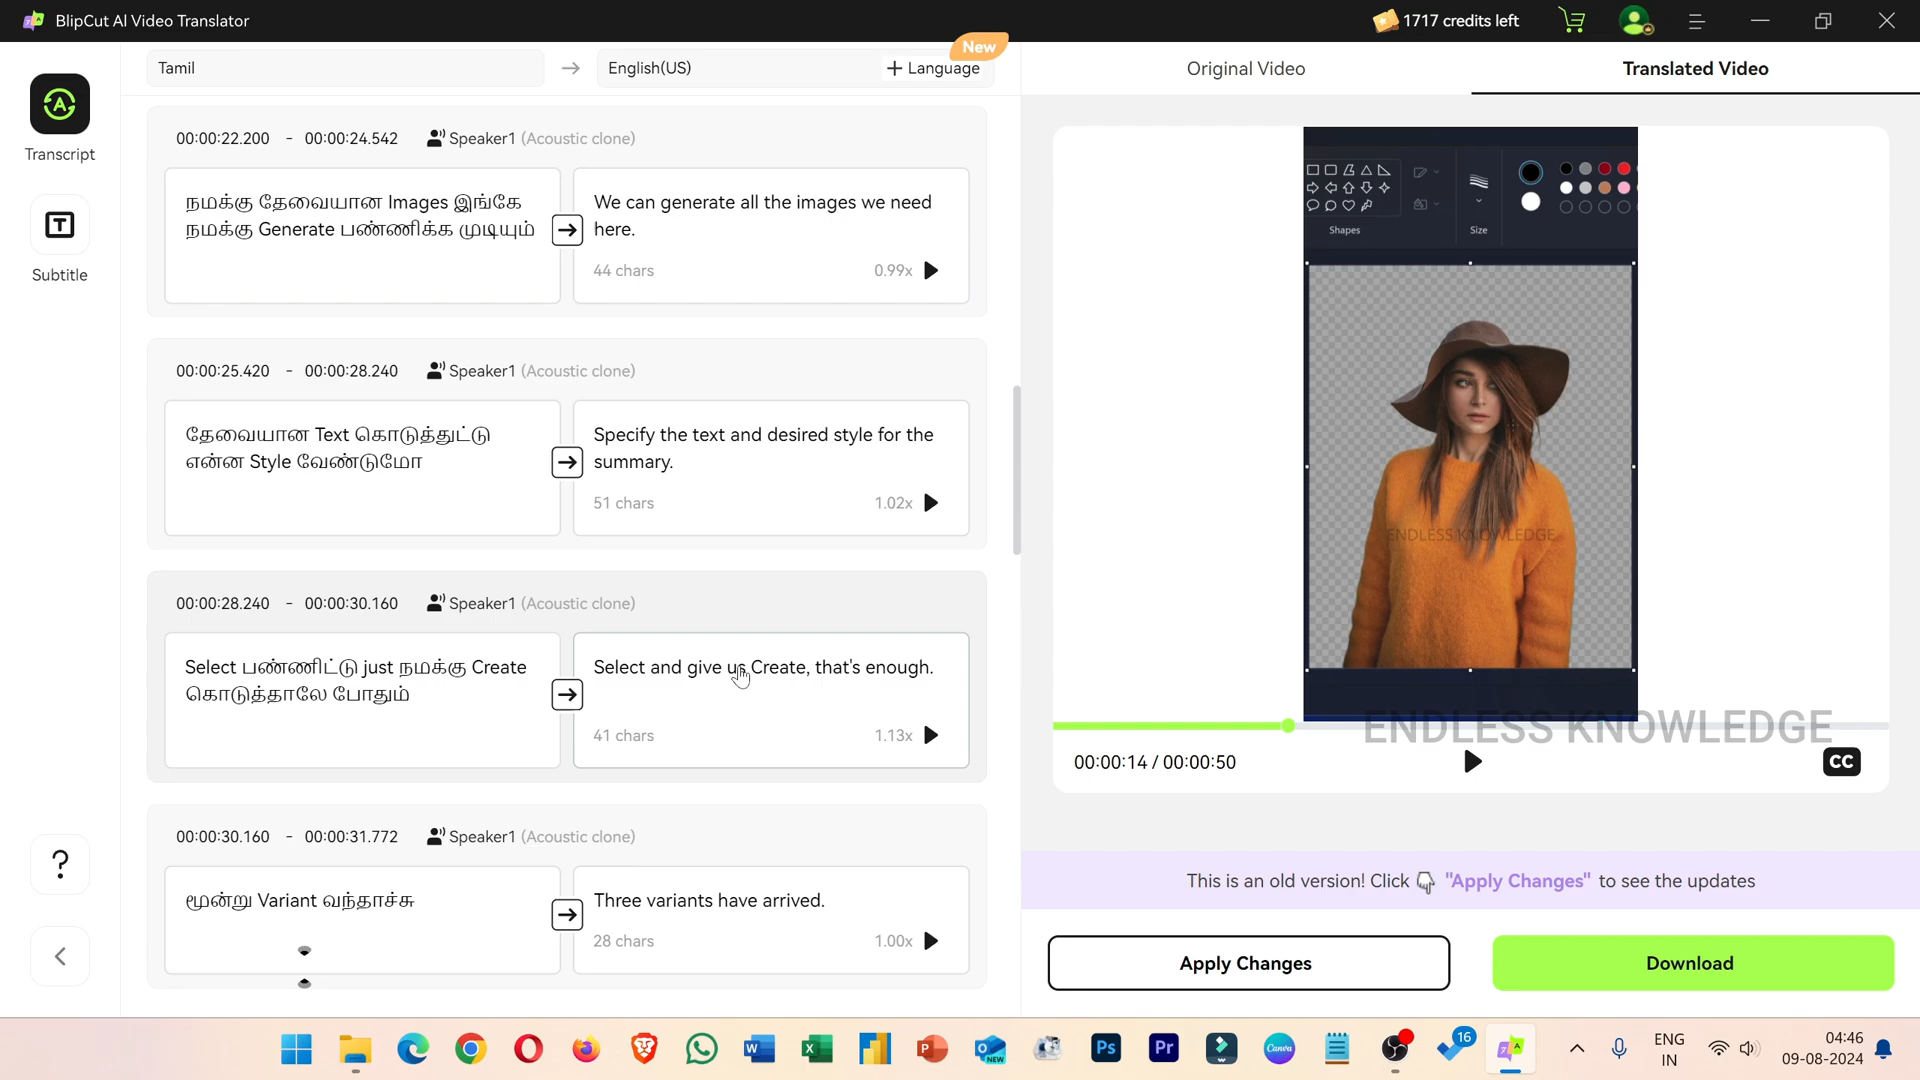 BlipCut AI Video Translator
1717 credits left
Tamil
English(US)
+ Language
New
Original Video
Translated Video
Transcript
Subtitle
00:00:22.200 - 00:00:24.542 Speaker1 (Acoustic clone)
நமக்கு தேவையான Images இங்கே
நமக்கு Generate பண்ணிக்க முடியும்
We can generate all the images we need
here.
44 chars
0.99x
00:00:25.420 - 00:00:28.240 Speaker1 (Acoustic clone)
தேவையான Text கொடுத்துட்டு
என்ன Style வேண்டுமோ
Specify the text and desired style for the
summary.
51 chars
1.02x
00:00:28.240 - 00:00:30.160 Speaker1 (Acoustic clone)
Select பண்ணிட்டு just நமக்கு Create
கொடுத்தாலே போதும்
Select and give us Create, that's enough.
41 chars
1.13x
00:00:30.160 - 00:00:31.772 Speaker1 (Acoustic clone)
மூன்று Variant வந்தாச்சு
Three variants have arrived.
28 chars
1.00x
Shapes
Size
ENDLESS KNOWLEDGE
ENDLESS KNOWLEDGE
00:00:14 / 00:00:50
CC
This is an old version! Click "Apply Changes" to see the updates
Apply Changes
Download
?
NEW
Ps
Pr
Canva
16
ENG
IN
04:46
09-08-2024